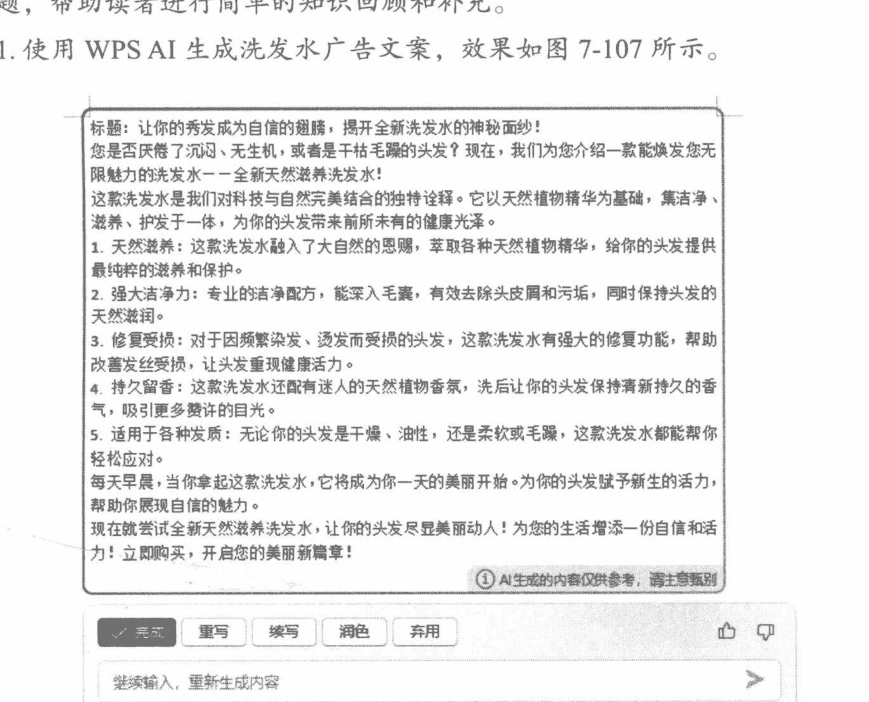 题，帮助读者进行简单的知识回顾和补充。
1. 使用 WPS AI 生成洗发水广告文案，效果如图 7-107 所示。
标题：让你的秀发成为自信的翅膀，揭开全新洗发水的神秘面纱！
您是否厌倦了沉闷、无生机，或者是干枯毛躁的头发？现在，我们为您介绍一款能焕发您无
限魅力的洗发水——全新天然滋养洗发水！
这款洗发水是我们对科技与自然完美结合的独特诠释。它以天然植物精华为基础，集洁净、
滋养、护发于一体，为你的头发带来前所未有的健康光泽。
1. 天然滋养：这款洗发水融入了大自然的恩赐，萃取各种天然植物精华，给你的头发提供
最纯粹的滋养和保护。
2. 强大洁净力：专业的洁净配方，能深入毛囊，有效去除头皮屑和污垢，同时保持头发的
天然滋润。
3. 修复受损：对于因频繁染发、烫发而受损的头发，这款洗发水有强大的修复功能，帮助
改善发丝受损，让头发重现健康活力。
4. 持久留香：这款洗发水还配有迷人的天然植物香氛，洗后让你的头发保持清新持久的香
气，吸引更多赞许的目光。
5. 适用于各种发质：无论你的头发是干燥、油性，还是柔软或毛躁，这款洗发水都能帮你
轻松应对。
每天早晨，当你拿起这款洗发水，它将成为你一天的美丽开始。为你的头发赋予新生的活力，
帮助你展现自信的魅力。
现在就尝试全新天然滋养洗发水，让你的头发尽显美丽动人！为您的生活增添一份自信和活
力！立即购买，开启您的美丽新篇章！
AI生成的内容仅供参考，请注意甄别
完成 重写 续写 润色 弃用
继续输入，重新生成内容